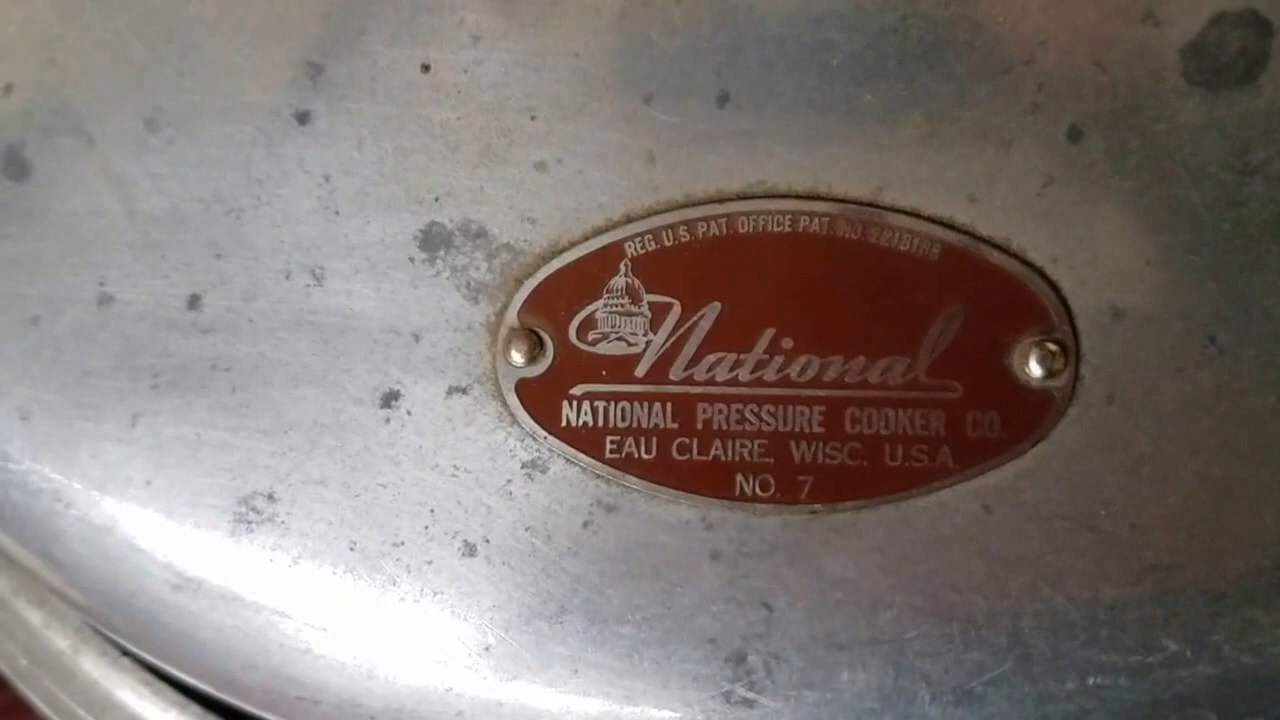 REG. U.S. PAT. OFFICE PAT. NO. 2218188
National
NATIONAL PRESSURE COOKER CO.
EAU CLAIRE, WISC. U.S.A.
NO. 7